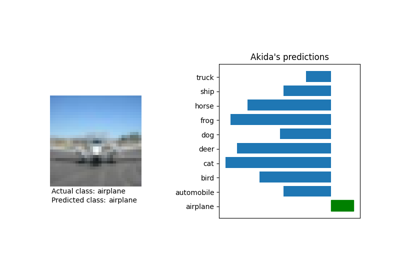 Akida's predictions
truck
ship
horse
frog
dog
deer
cat
bird
automobile
airplane
Actual class: airplane
Predicted class: airplane